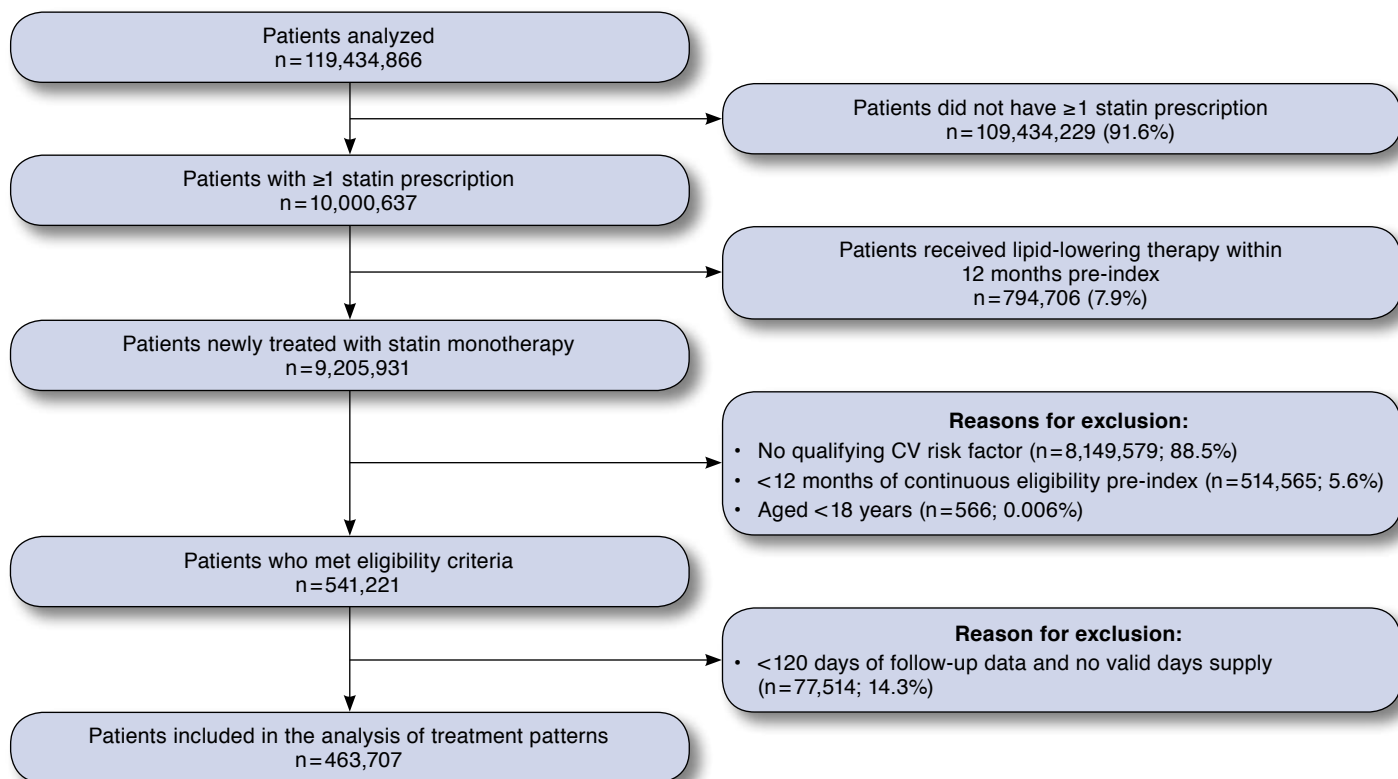 Patients analyzed
n=119,434,866
Patients did not have ≥1 statin prescription
n=109,434,229 (91.6%)
Patients with ≥1 statin prescription
n=10,000,637
Patients received lipid-lowering therapy within
12 months pre-index
n=794,706 (7.9%)
Patients newly treated with statin monotherapy
n=9,205,931
Reasons for exclusion:
• No qualifying CV risk factor (n=8,149,579; 88.5%)
• <12 months of continuous eligibility pre-index (n=514,565; 5.6%)
• Aged <18 years (n=566; 0.006%)
Patients who met eligibility criteria
n=541,221
Reason for exclusion:
• <120 days of follow-up data and no valid days supply
(n=77,514; 14.3%)
Patients included in the analysis of treatment patterns
n=463,707